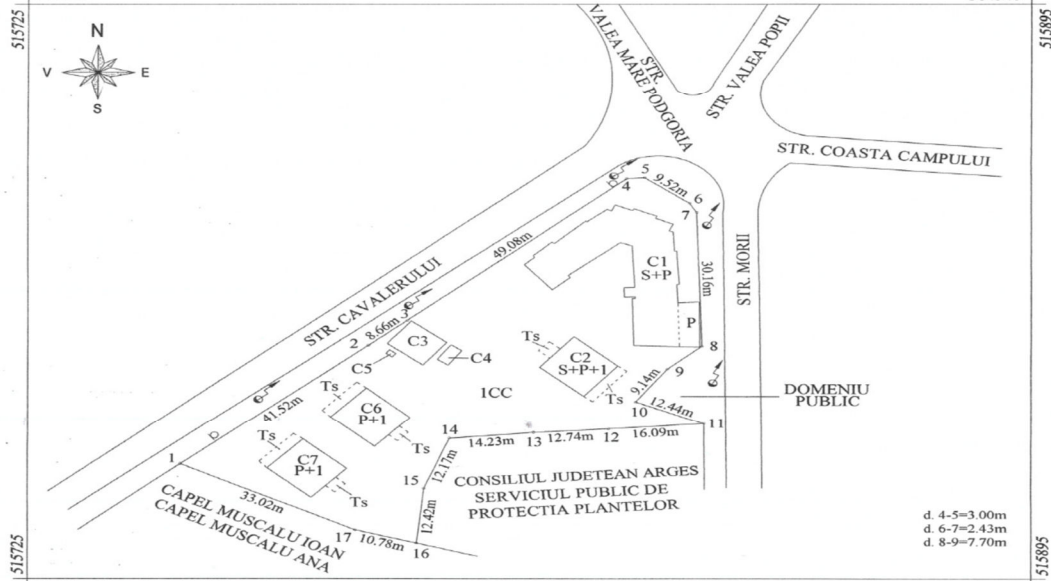 515725
515895
N
V E
S
STR.
VALEA MARE PODGORIA
STR. VALEA POPII
STR. COASTA CAMPULUI
STR. MORII
STR. CAVALERULUI
4
5
9.52m
6
7
49.08m
30.16m
C1
S+P
P
8
9
9.14m
10
12.44m
11
DOMENIU
PUBLIC
3
8.66m
2
C3
C4
C5
Ts
C2
S+P+1
Ts
1CC
41.52m
Ts
C6
P+1
Ts
Ts
C7
P+1
Ts
1
14
14.23m
13
12.74m
12
16.09m
12.17m
15
12.42m
CONSILIUL JUDETEAN ARGES
SERVICIUL PUBLIC DE
PROTECTIA PLANTELOR
33.02m
17
10.78m
16
CAPEL MUSCALU IOAN
CAPEL MUSCALU ANA
d. 4-5=3.00m
d. 6-7=2.43m
d. 8-9=7.70m
515725
515895